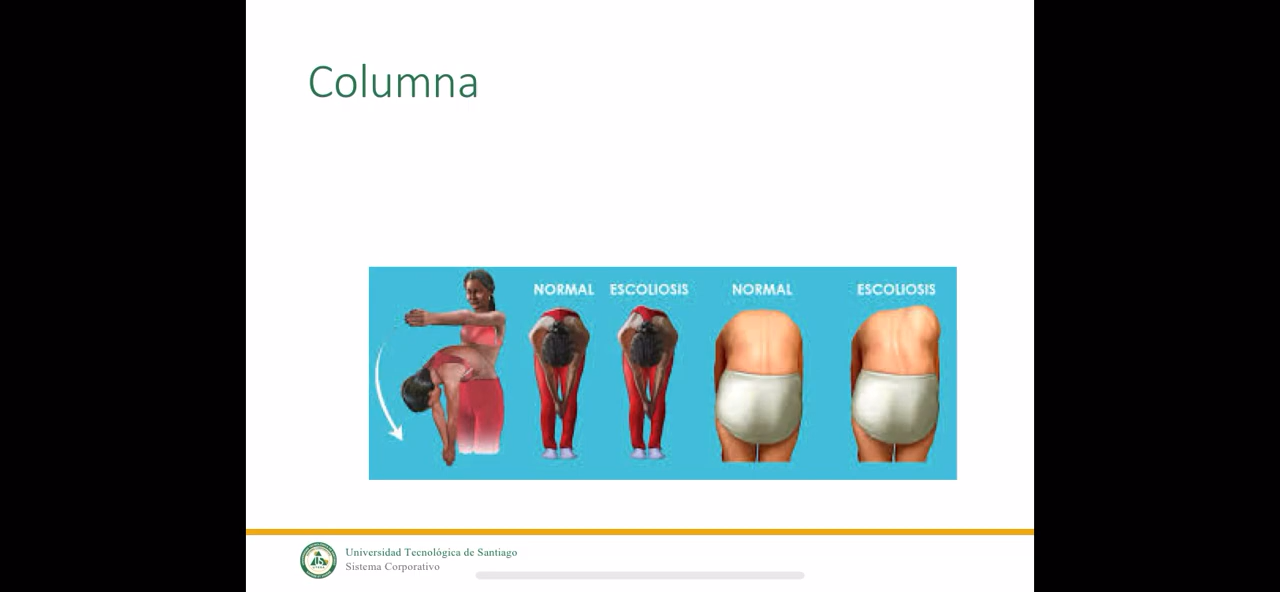 Columna
NORMAL ESCOLIOSIS NORMAL ESCOLIOSIS
Universidad Tecnológica de Santiago
Sistema Corporativo